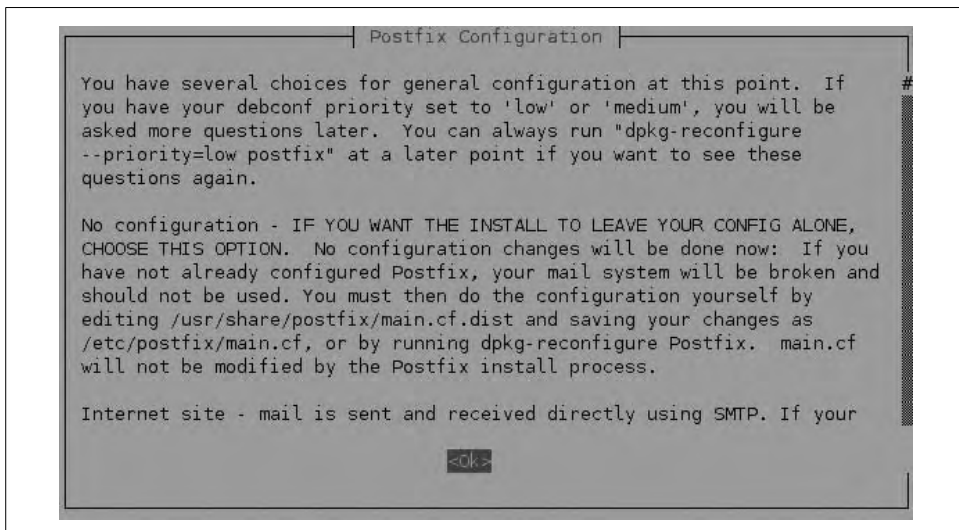 Postfix Configuration
You have several choices for general configuration at this point.  If
#
you have your debconf priority set to 'low' or 'medium', you will be
asked more questions later.  You can always run "dpkg-reconfigure
--priority=low postfix" at a later point if you want to see these
questions again.
No configuration - IF YOU WANT THE INSTALL TO LEAVE YOUR CONFIG ALONE,
CHOOSE THIS OPTION.  No configuration changes will be done now:  If you
have not already configured Postfix, your mail system will be broken and
should not be used. You must then do the configuration yourself by
editing /usr/share/postfix/main.cf.dist and saving your changes as
/etc/postfix/main.cf, or by running dpkg-reconfigure Postfix.  main.cf
will not be modified by the Postfix install process.
Internet site - mail is sent and received directly using SMTP. If your
<Ok>